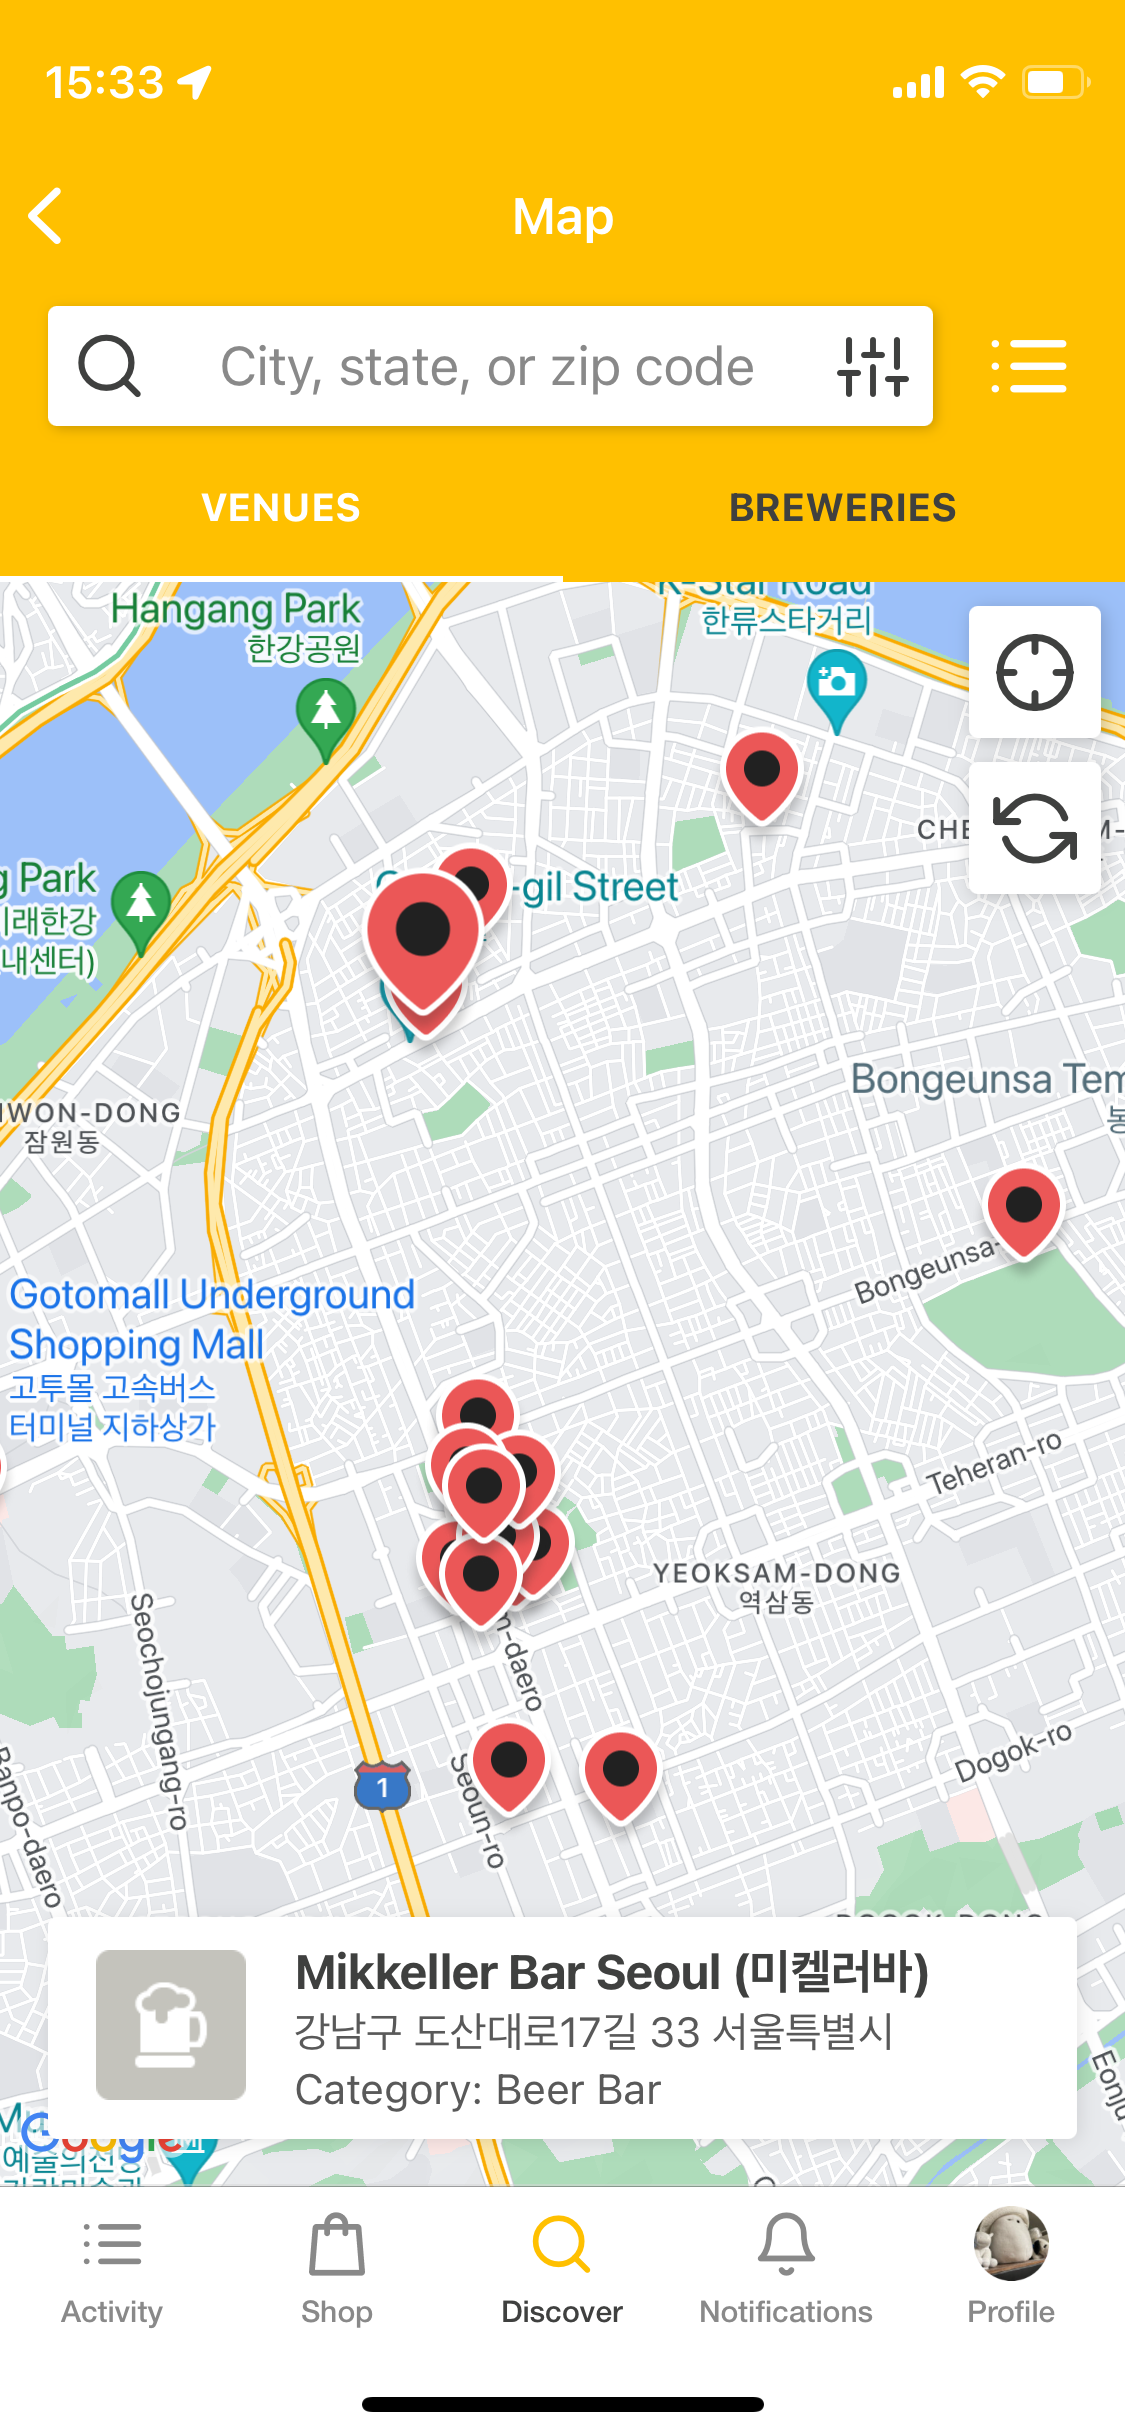 15:33
Map
City, state, or zip code
VENUES
BREWERIES
Hangang Park
한강공원
K-Star Road
한류스타거리
g Park
내센터)
-gil Street
잠원동
WON-DONG
Bongeunsa Tem
봉
Bongeunsa-
Gotomall Underground
Shopping Mall
고투몰 고속버스
터미널 지하상가
Teheran-ro
YEOKSAM-DONG
역삼동
Seochojungang-ro
Banpo-daero
-daero
Seoun-ro
1
Dogok-ro
Mikkeller Bar Seoul (미켈러바)
강남구 도산대로17길 33 서울특별시
Category: Beer Bar
Google
Activity
Shop
Discover
Notifications
Profile